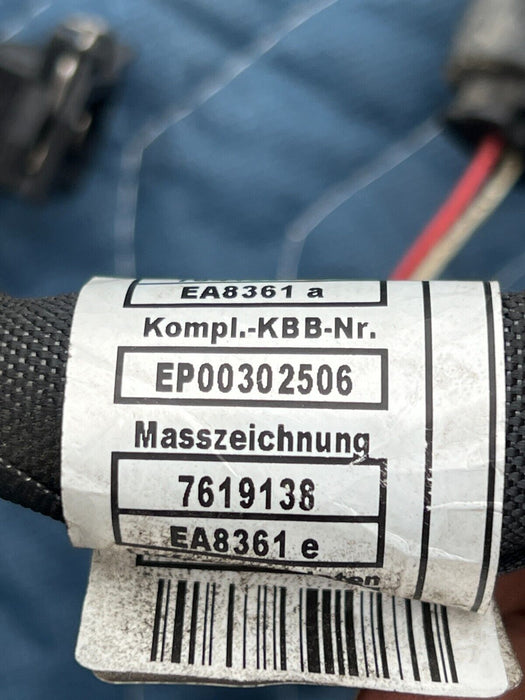 EA8361 a
Kompl.-KBB-Nr.
EP00302506
Masszeichnung
7619138
EA8361 e